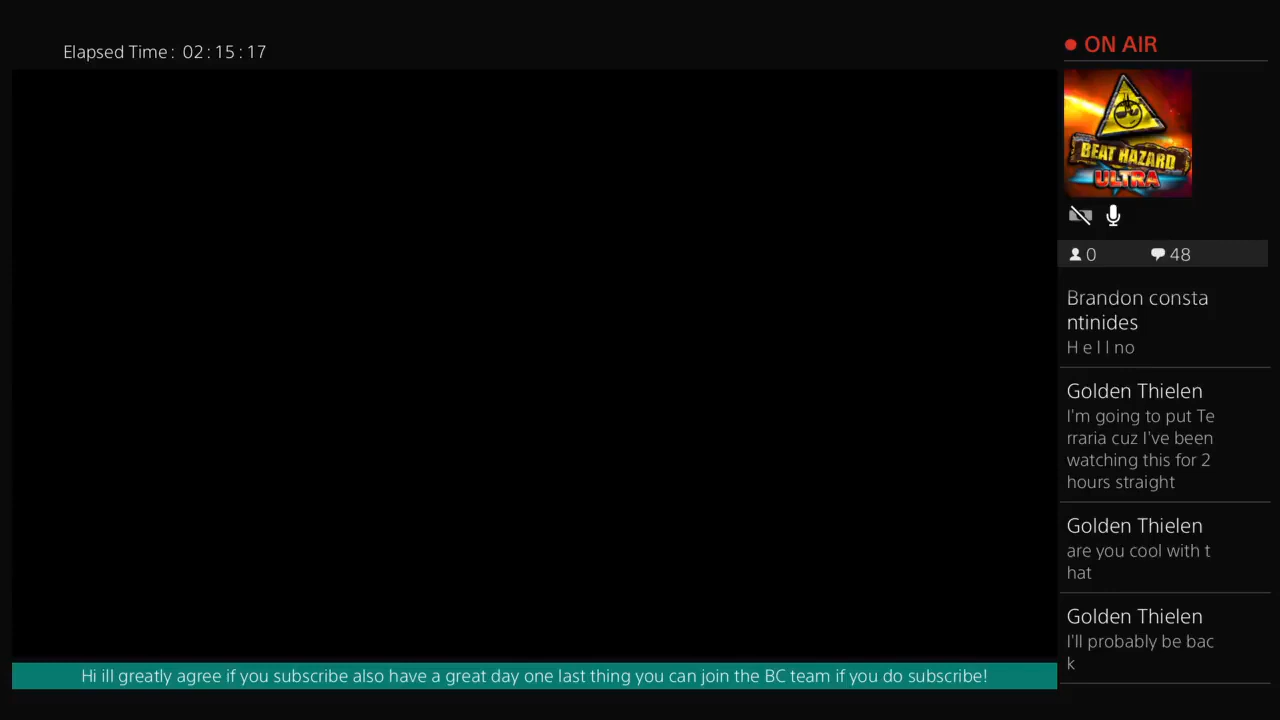 Elapsed Time: 02:15:17
ON AIR
BEAT HAZARD
ULTRA
0 48
Brandon consta
ntinides
H e l l no
Golden Thielen
I'm going to put Te
rraria cuz I've been
watching this for 2
hours straight
Golden Thielen
are you cool with t
hat
Golden Thielen
I'll probably be bac
k
Hi ill greatly agree if you subscribe also have a great day one last thing you can join the BC team if you do subscribe!